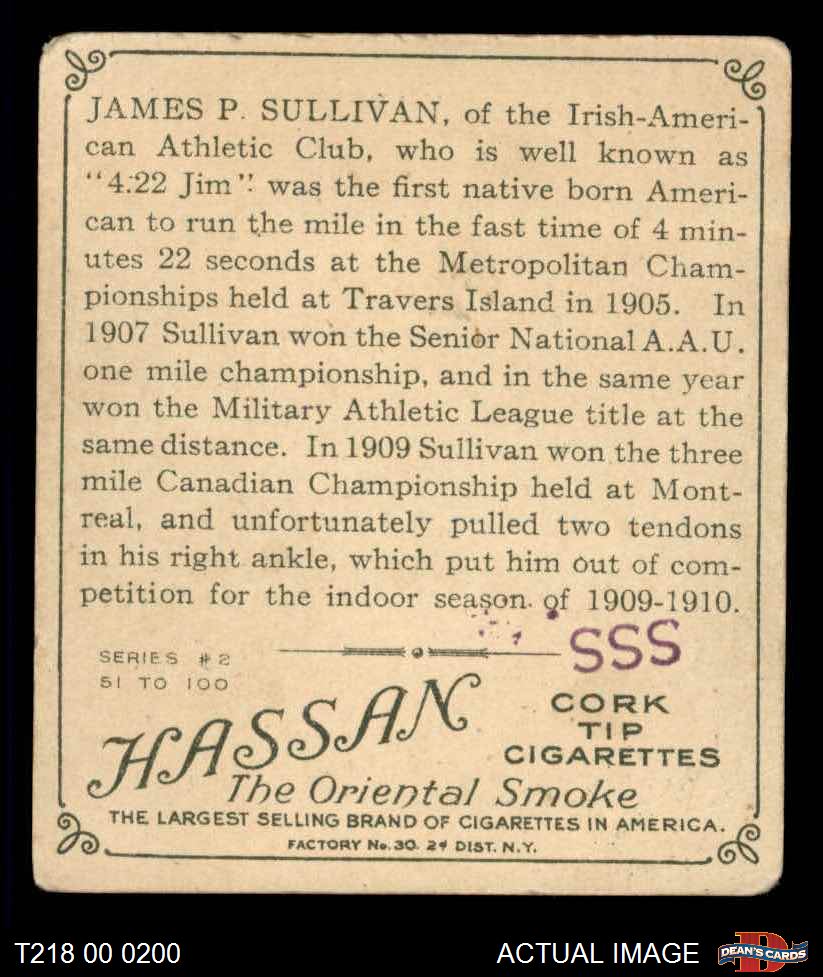 JAMES P. SULLIVAN, of the Irish-Ameri-
can Athletic Club, who is well known as
"4:22 Jim": was the first native born Ameri-
can to run the mile in the fast time of 4 min-
utes 22 seconds at the Metropolitan Cham-
pionships held at Travers Island in 1905. In
1907 Sullivan won the Senior National A.A.U.
one mile championship, and in the same year
won the Military Athletic League title at the
same distance. In 1909 Sullivan won the three
mile Canadian Championship held at Mont-
real, and unfortunately pulled two tendons
in his right ankle, which put him out of com-
petition for the indoor season of 1909-1910.
SSS
SERIES #2
51 TO 100
HASSAN
CORK
TIP
CIGARETTES
The Oriental Smoke
THE LARGEST SELLING BRAND OF CIGARETTES IN AMERICA.
FACTORY No. 30. 2d DIST. N.Y.
T218 00 0200
ACTUAL IMAGE
D
DEAN'S CARDS